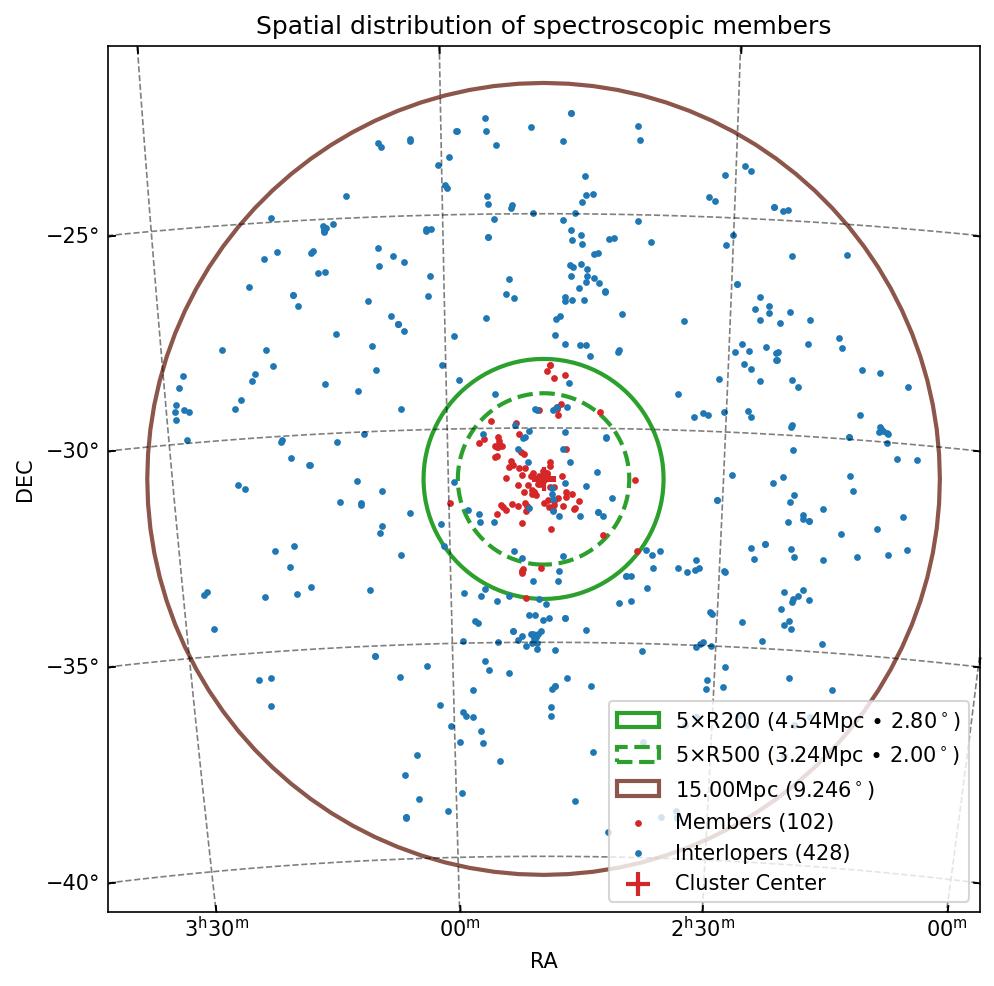 Spatial distribution of spectroscopic members
DEC
−25°
−30°
−35°
−40°
5×R200 (4.54Mpc • 2.80°)
5×R500 (3.24Mpc • 2.00°)
15.00Mpc (9.246°)
Members (102)
Interlopers (428)
Cluster Center
3ʰ30ᵐ 00ᵐ 2ʰ30ᵐ 00ᵐ
RA